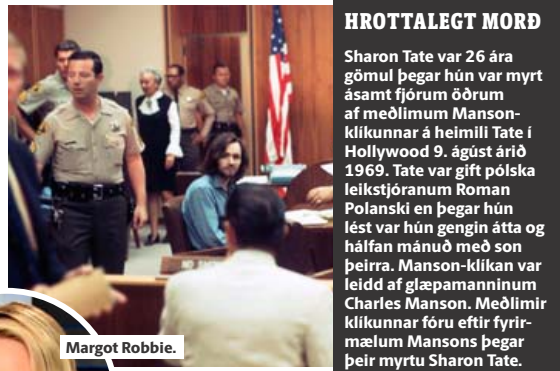 HROTTALEGT MORÐ
Sharon Tate var 26 ára
gömul þegar hún var myrt
ásamt fjórum öðrum
af meðlimum Manson-
klíkunnar á heimili Tate í
Hollywood 9. ágúst árið
1969. Tate var gift pólska
leikstjóranum Roman
Polanski en þegar hún
lést var hún gengin átta og
hálfan mánuð með son
þeirra. Manson-klíkan var
leidd af glæpamanninum
Charles Manson. Meðlimir
klíkunnar fóru eftir fyrir-
mælum Mansons þegar
þeir myrtu Sharon Tate.
Margot Robbie.